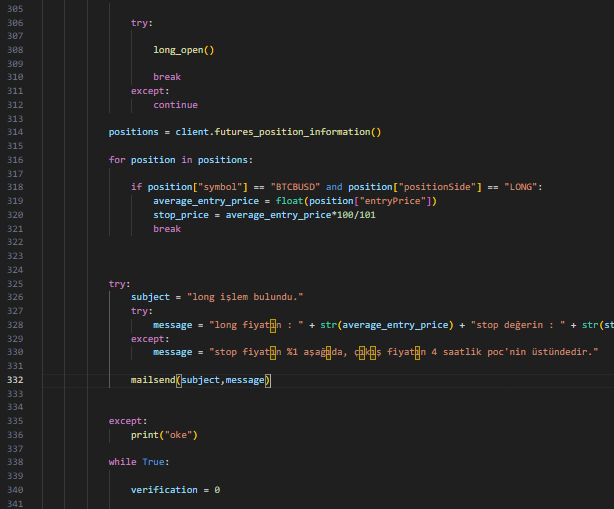 305
306 try:
307
308 long_open()
309
310 break
311 except:
312 continue
313
314 positions = client.futures_position_information()
315
316 for position in positions:
317
318 if position["symbol"] == "BTCBUSD" and position["positionSide"] == "LONG":
319 average_entry_price = float(position["entryPrice"])
320 stop_price = average_entry_price*100/101
321 break
322
323
324
325 try:
326 subject = "long işlem bulundu."
327 try:
328 message = "long fiyatın : " + str(average_entry_price) + "stop değerin : " + str(st
329 except:
330 message = "stop fiyatın %1 aşağıda, çıkış fiyatın 4 saatlik poc'nin üstündedir."
331
332 mailsend(subject,message)
333
334
335 except:
336 print("oke")
337
338 while True:
339
340 verification = 0
341